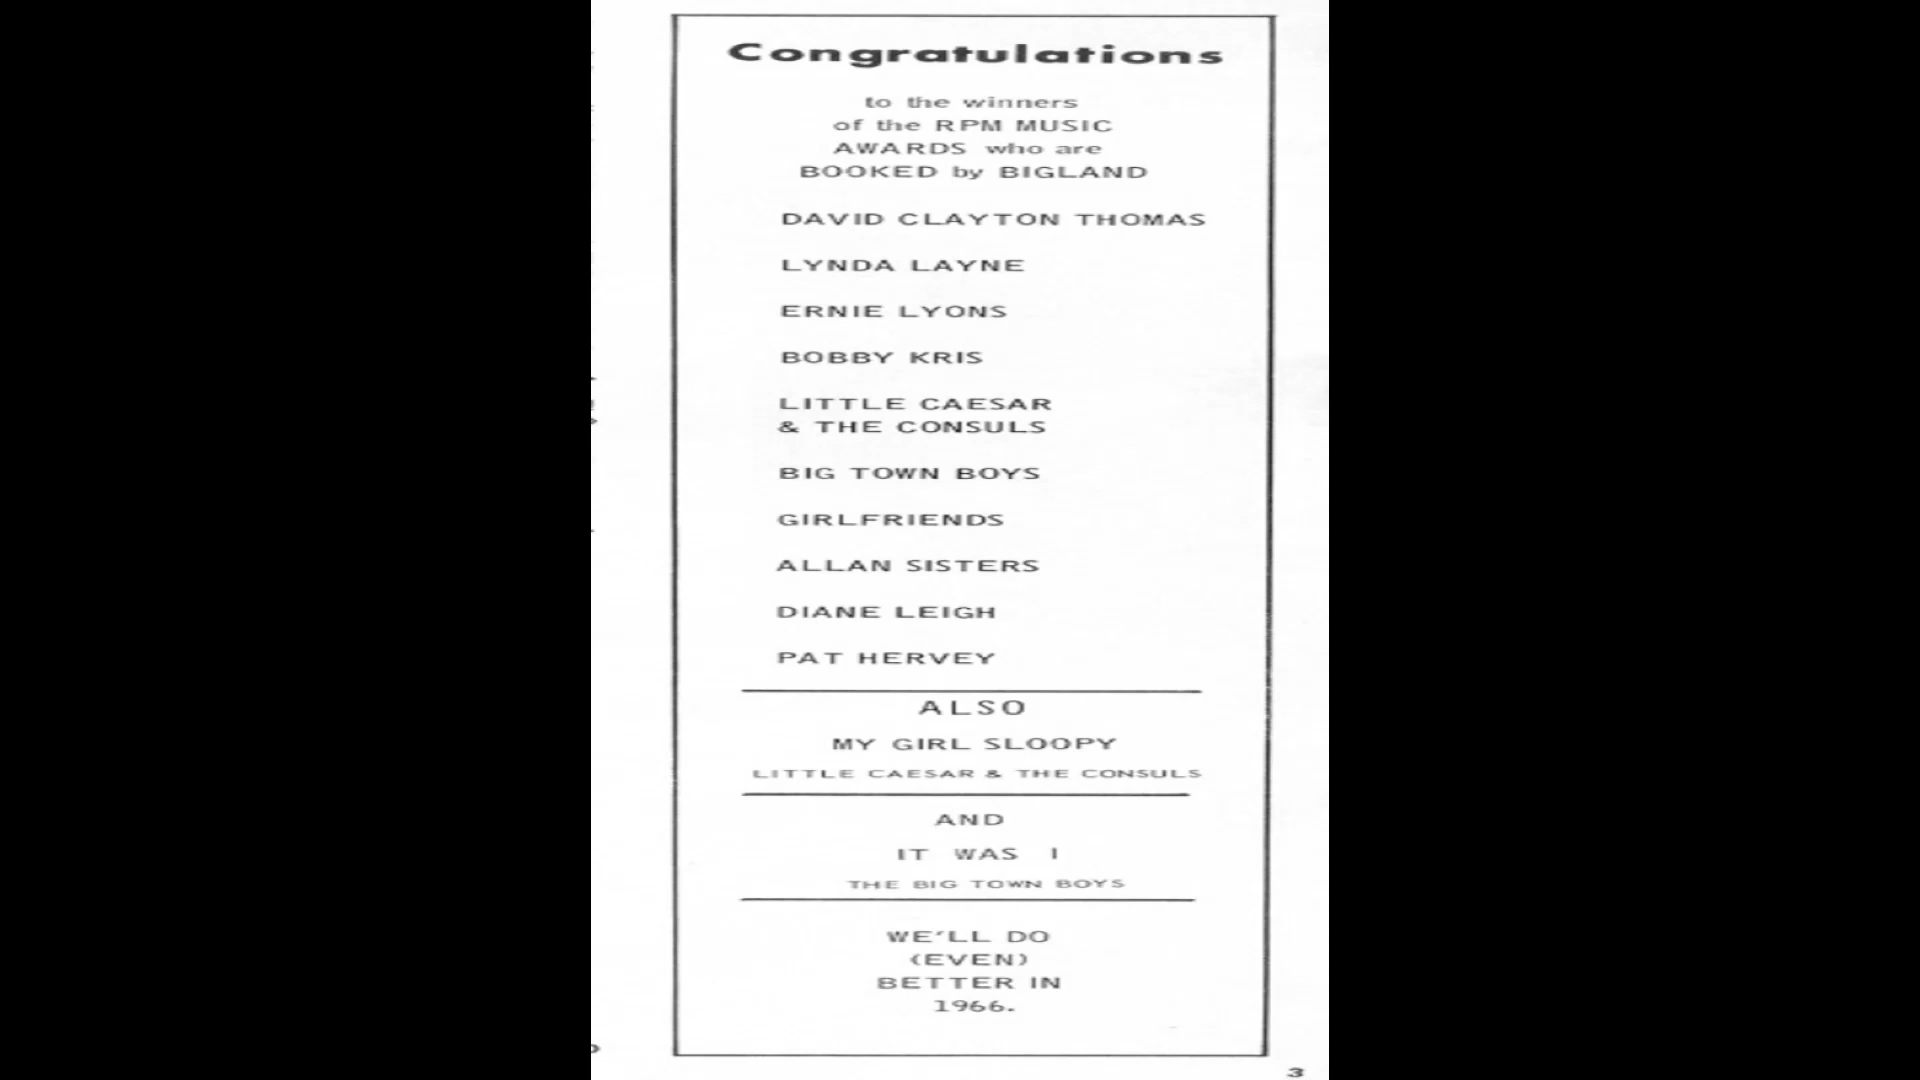 Congratulations
to the winners
of the RPM MUSIC
AWARDS who are
BOOKED by BIGLAND
DAVID CLAYTON THOMAS
LYNDA LAYNE
ERNIE LYONS
BOBBY KRIS
LITTLE CAESAR
& THE CONSULS
BIG TOWN BOYS
GIRLFRIENDS
ALLAN SISTERS
DIANE LEIGH
PAT HERVEY
ALSO
MY GIRL SLOOPY
LITTLE CAESAR & THE CONSULS
AND
IT WAS I
THE BIG TOWN BOYS
WE'LL DO
(EVEN)
BETTER IN
1966.
3